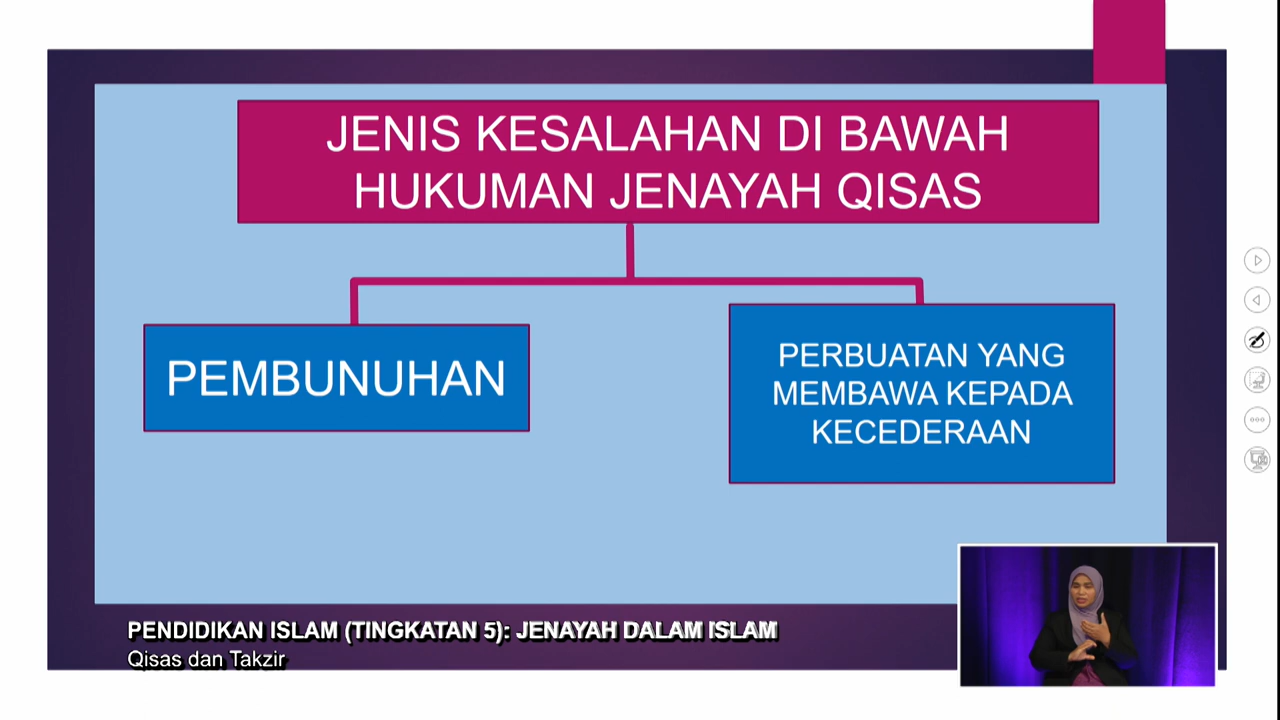 JENIS KESALAHAN DI BAWAH
HUKUMAN JENAYAH QISAS
PEMBUNUHAN
PERBUATAN YANG
MEMBAWA KEPADA
KECEDERAAN
PENDIDIKAN ISLAM (TINGKATAN 5): JENAYAH DALAM ISLAM
Qisas dan Takzir